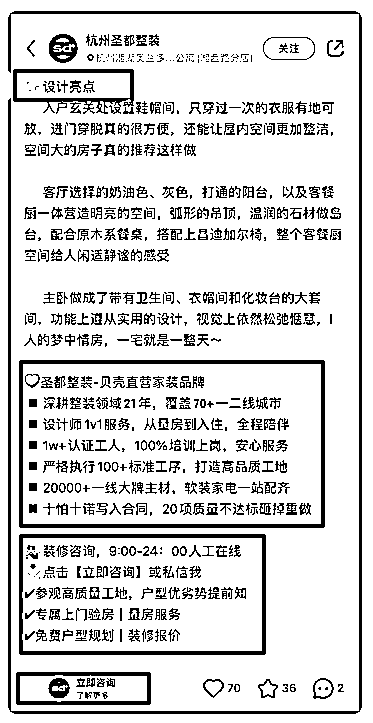 杭州圣都整装
关注
设计亮点
入户玄关处设置鞋帽间，只穿过一次的衣服有地可
放，进门穿脱真的很方便，还能让屋内空间更加整洁，
空间大的房子真的推荐这样做
客厅选择的奶油色、灰色，打通的阳台，以及客餐
厨一体营造明亮的空间，弧形的吊顶，温润的石材做岛
台，配合原木系餐桌，搭配上昌迪加尔椅，整个客餐厨
空间给人闲适静谧的感受
主卧做成了带有卫生间、衣帽间和化妆台的大套
间，功能上遵从实用的设计，视觉上依然松弛惬意，I
人的梦中情房，一宅就是一整天～
圣都整装-贝壳直营家装品牌
■ 深耕整装领域21年，覆盖70+一二线城市
■ 设计师1v1服务，从量房到入住，全程陪伴
■ 1w+认证工人，100%培训上岗，安心服务
■ 严格执行100+标准工序，打造高品质工地
■ 20000+一线大牌主材，软装家电一站配齐
■ 十怕十诺写入合同，20项质量不达标砸掉重做
装修咨询，9:00-24：00人工在线
点击【立即咨询】或私信我
✔参观高质量工地，户型优劣势提前知
✔专属上门验房｜量房服务
✔免费户型规划｜装修报价
立即咨询
了解更多
70
36
2